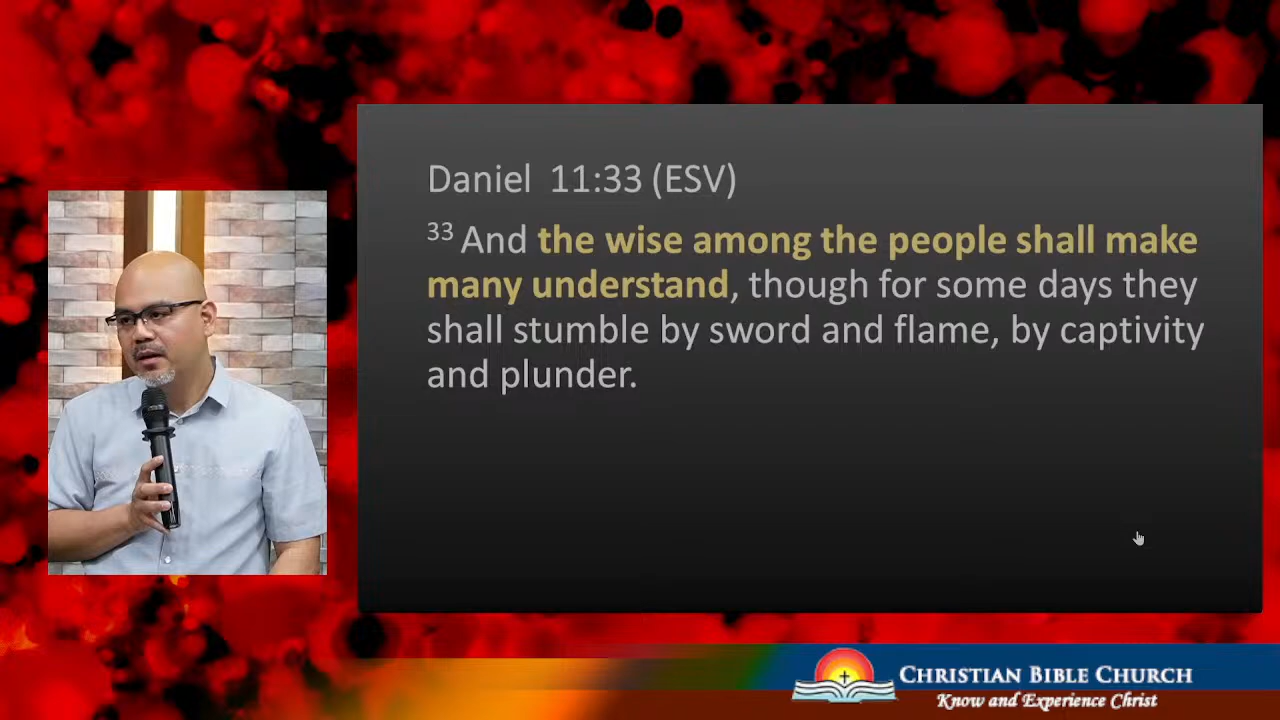 Daniel 11:33 (ESV)
33 And the wise among the people shall make
many understand, though for some days they
shall stumble by sword and flame, by captivity
and plunder.
CHRISTIAN BIBLE CHURCH
Know and Experience Christ